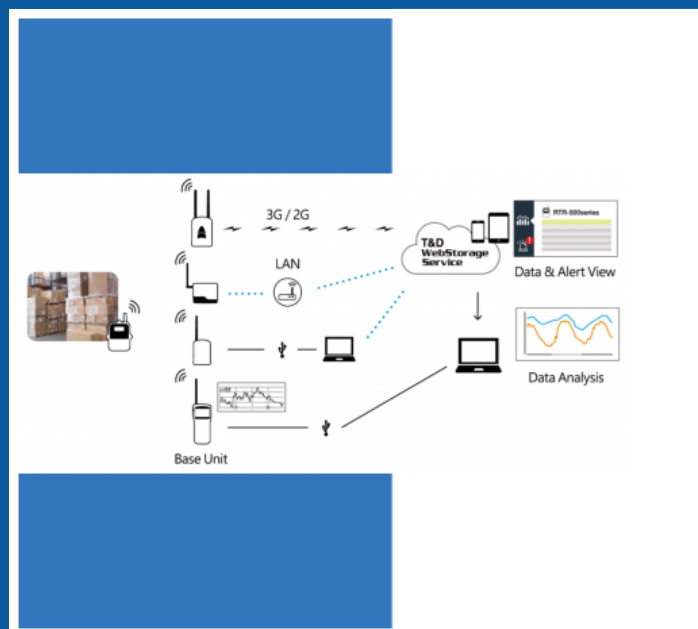 3G / 2G
RTR-500series
T&D
WebStorage
Service
LAN
Data & Alert View
Data Analysis
Base Unit